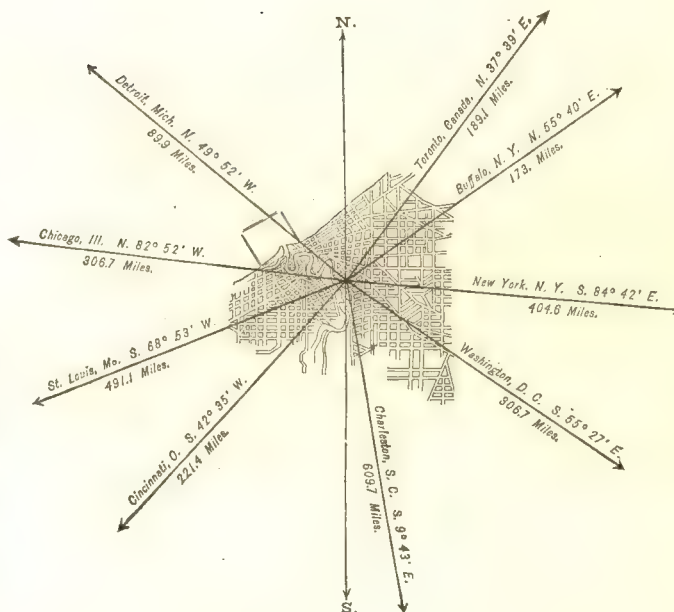 N.
Toronto, Canada, N. 37° 39' E.
189.1 Miles.
Detroit, Mich. N. 49° 52' W.
89.9 Miles.
Buffalo, N. Y. N. 55° 40' E.
173. Miles.
Chicago, Ill. N. 82° 52' W.
306.7 Miles.
New York, N. Y. S. 84° 42' E.
404.6 Miles.
St. Louis, Mo. S. 68° 53' W.
491.1 Miles.
Washington, D. C. S. 55° 27' E.
306.7 Miles.
Cincinnati, O. S. 42° 35' W.
221.4 Miles.
Charleston, S. C. S. 9° 43' E.
609.7 Miles.
S.